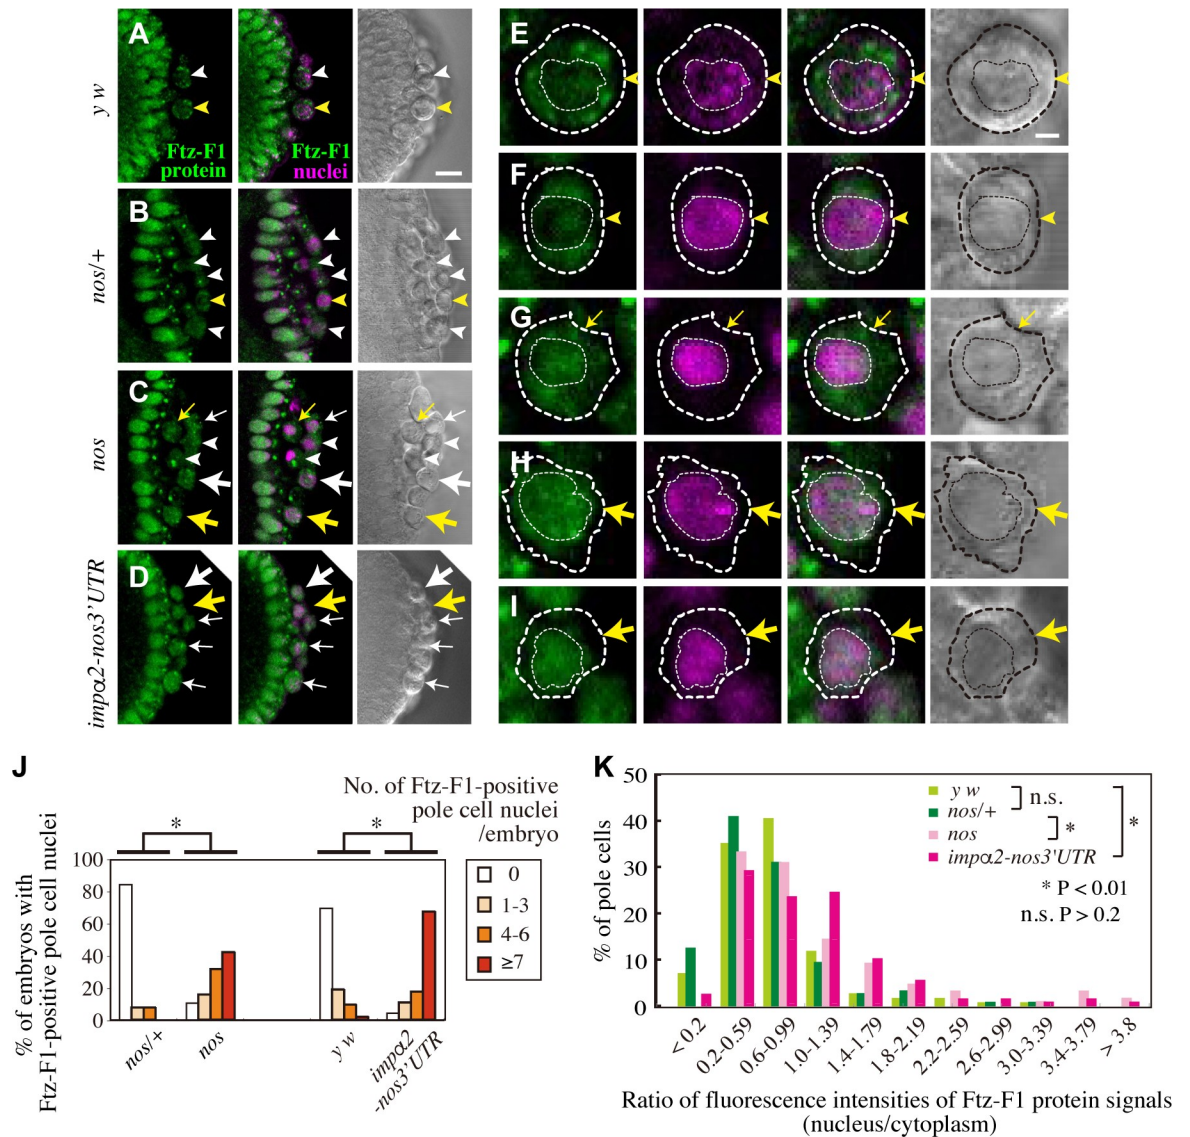 A
y w
Ftz-F1
protein
Ftz-F1
nuclei
B
nos/+
C
nos
D
impα2-nos3'UTR
E
F
G
H
I
J
No. of Ftz-F1-positive
pole cell nuclei
/embryo
* *
0
1-3
4-6
≥7
% of embryos with
Ftz-F1-positive pole cell nuclei
100
80
60
40
20
0
nos/+ nos y w impα2
-nos3'UTR
K
% of pole cells
50
40
30
20
10
0
y w
nos/+
nos
impα2-nos3'UTR
n.s.
*
*
* P < 0.01
n.s. P > 0.2
< 0.2 0.2-0.59 0.6-0.99 1.0-1.39 1.4-1.79 1.8-2.19 2.2-2.59 2.6-2.99 3.0-3.39 3.4-3.79 > 3.8
Ratio of fluorescence intensities of Ftz-F1 protein signals
(nucleus/cytoplasm)